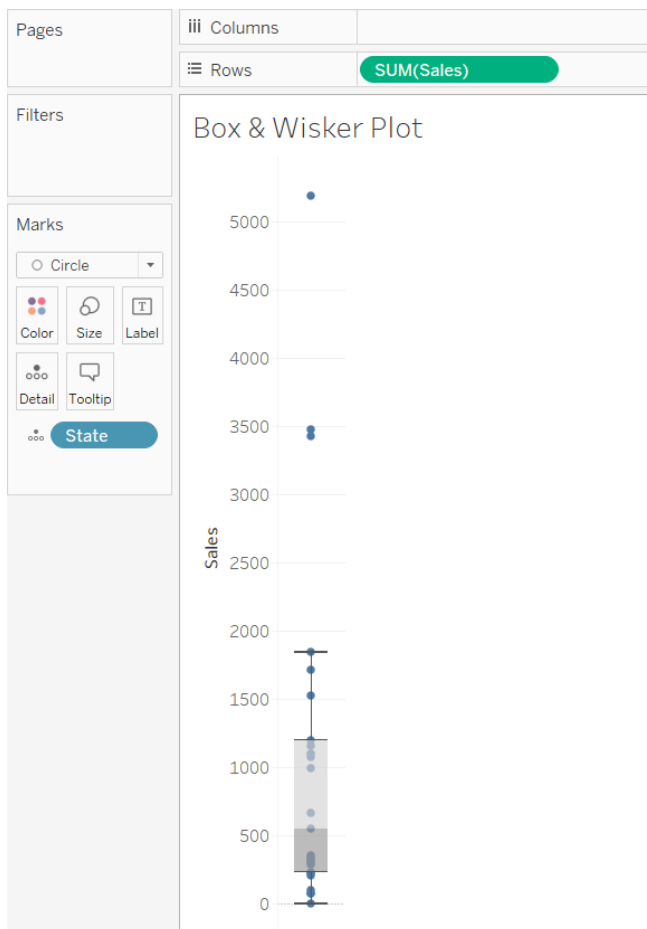 Pages
Columns
Rows
SUM(Sales)
Filters
Box & Wisker Plot
Marks
Circle
Color
Size
T
Label
Detail
Tooltip
State
Sales
5000
4500
4000
3500
3000
2500
2000
1500
1000
500
0